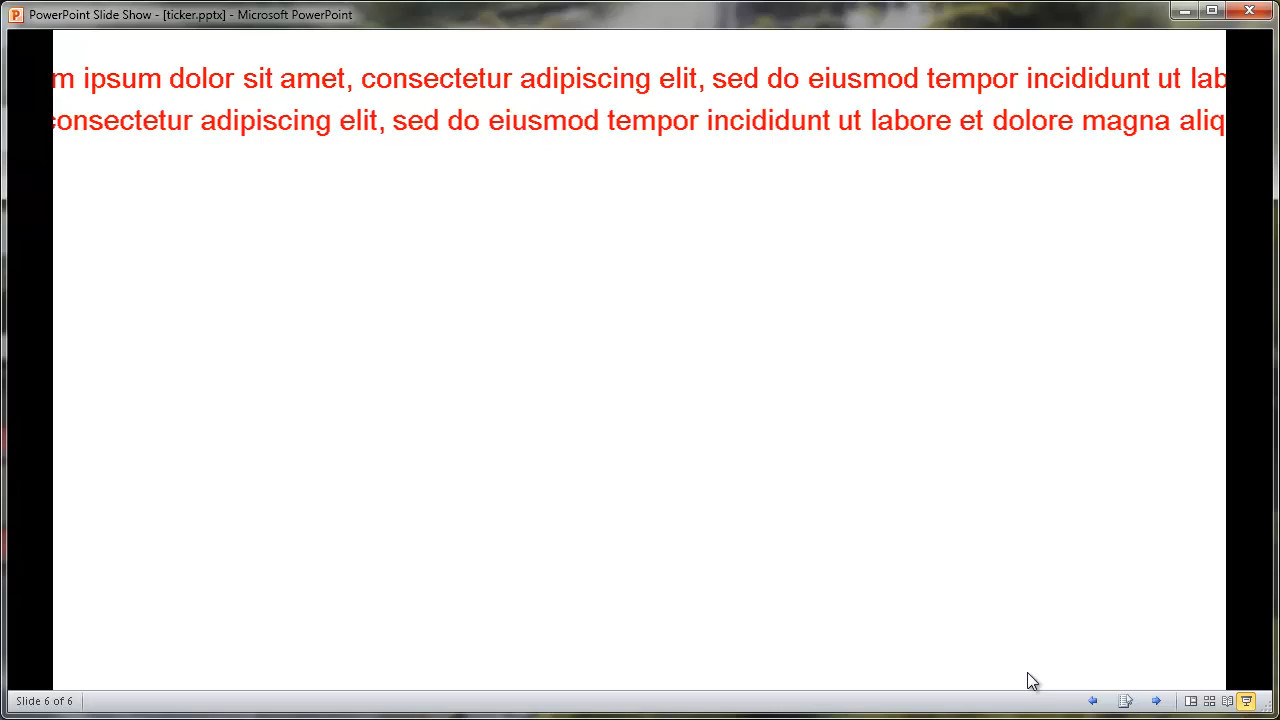 PowerPoint Slide Show - [ticker.pptx] - Microsoft PowerPoint
m ipsum dolor sit amet, consectetur adipiscing elit, sed do eiusmod tempor incididunt ut lab
consectetur adipiscing elit, sed do eiusmod tempor incididunt ut labore et dolore magna aliq
Slide 6 of 6